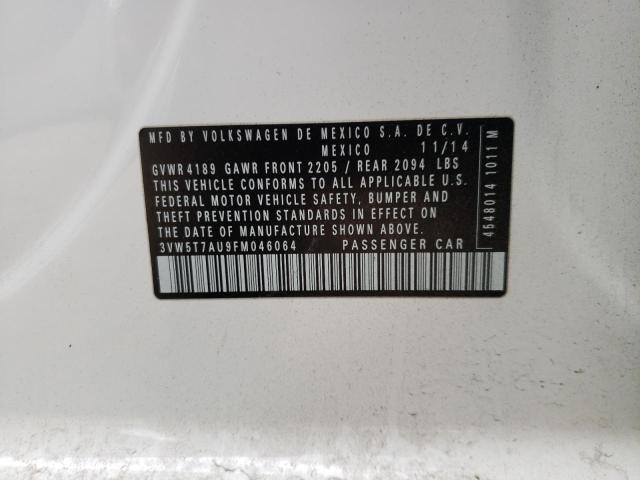 MFD BY VOLKSWAGEN DE MEXICO S.A. DE C.V.
MEXICO 11/14
GVWR 4189 GAWR FRONT 2205 / REAR 2094 LBS
THIS VEHICLE CONFORMS TO ALL APPLICABLE U.S.
FEDERAL MOTOR VEHICLE SAFETY, BUMPER AND
THEFT PREVENTION STANDARDS IN EFFECT ON
THE DATE OF MANUFACTURE SHOWN ABOVE.
3VW5T7AU9FM046064 PASSENGER CAR
4548014 1011 M